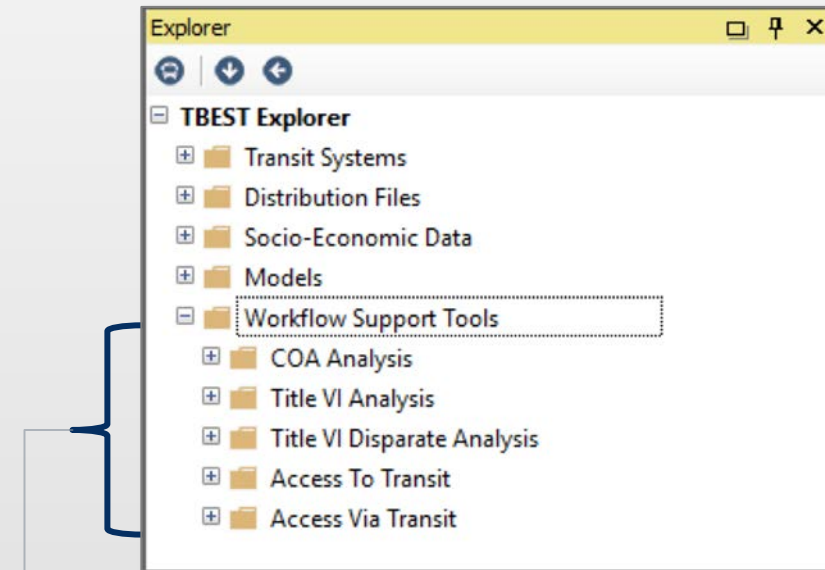 Explorer
TBEST Explorer
Transit Systems
Distribution Files
Socio-Economic Data
Models
Workflow Support Tools
COA Analysis
Title VI Analysis
Title VI Disparate Analysis
Access To Transit
Access Via Transit